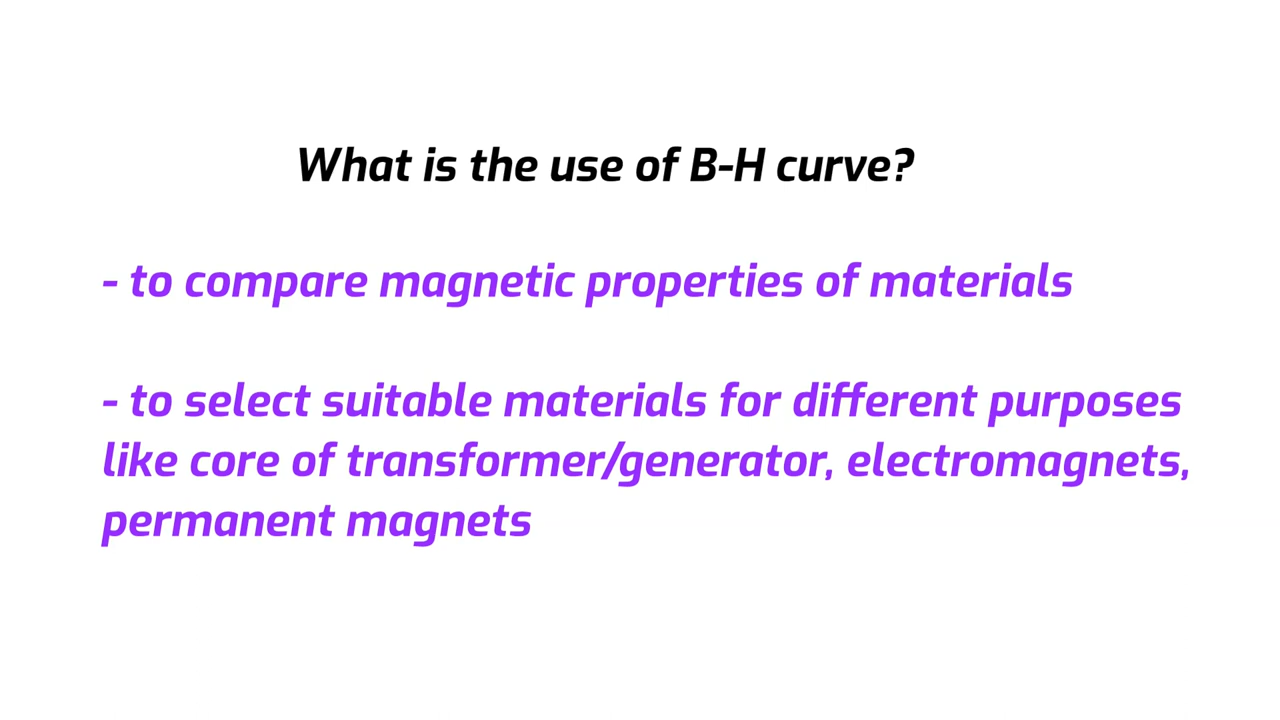 What is the use of B-H curve?
- to compare magnetic properties of materials
- to select suitable materials for different purposes
like core of transformer/generator, electromagnets,
permanent magnets